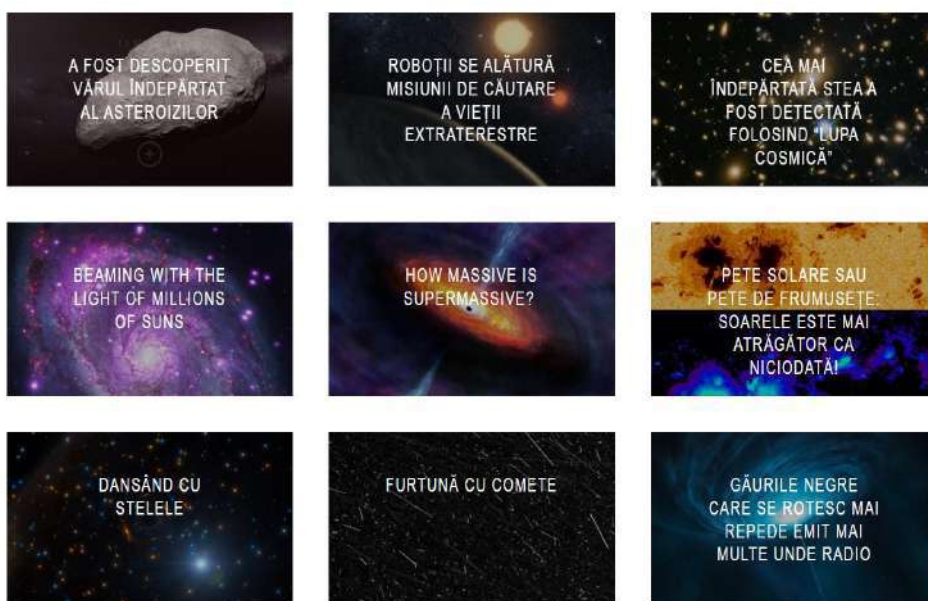 A FOST DESCOPERIT
VĂRUL ÎNDEPĂRTAT
AL ASTEROIZILOR
ROBOȚII SE ALĂTURĂ
MISIUNII DE CĂUTARE
A VIEȚII
EXTRATERESTRE
CEA MAI
ÎNDEPĂRTATĂ STEA A
FOST DETECTATĂ
FOLOSIND "LUPA
COSMICĂ"
BEAMING WITH THE
LIGHT OF MILLIONS
OF SUNS
HOW MASSIVE IS
SUPERMASSIVE?
PETE SOLARE SAU
PETE DE FRUMUSEȚE:
SOARELE ESTE MAI
ATRĂGĂTOR CA
NICIODATĂ!
DANSÂND CU
STELELE
FURTUNĂ CU COMETE
GĂURILE NEGRE
CARE SE ROTESC MAI
REPEDE EMIT MAI
MULTE UNDE RADIO